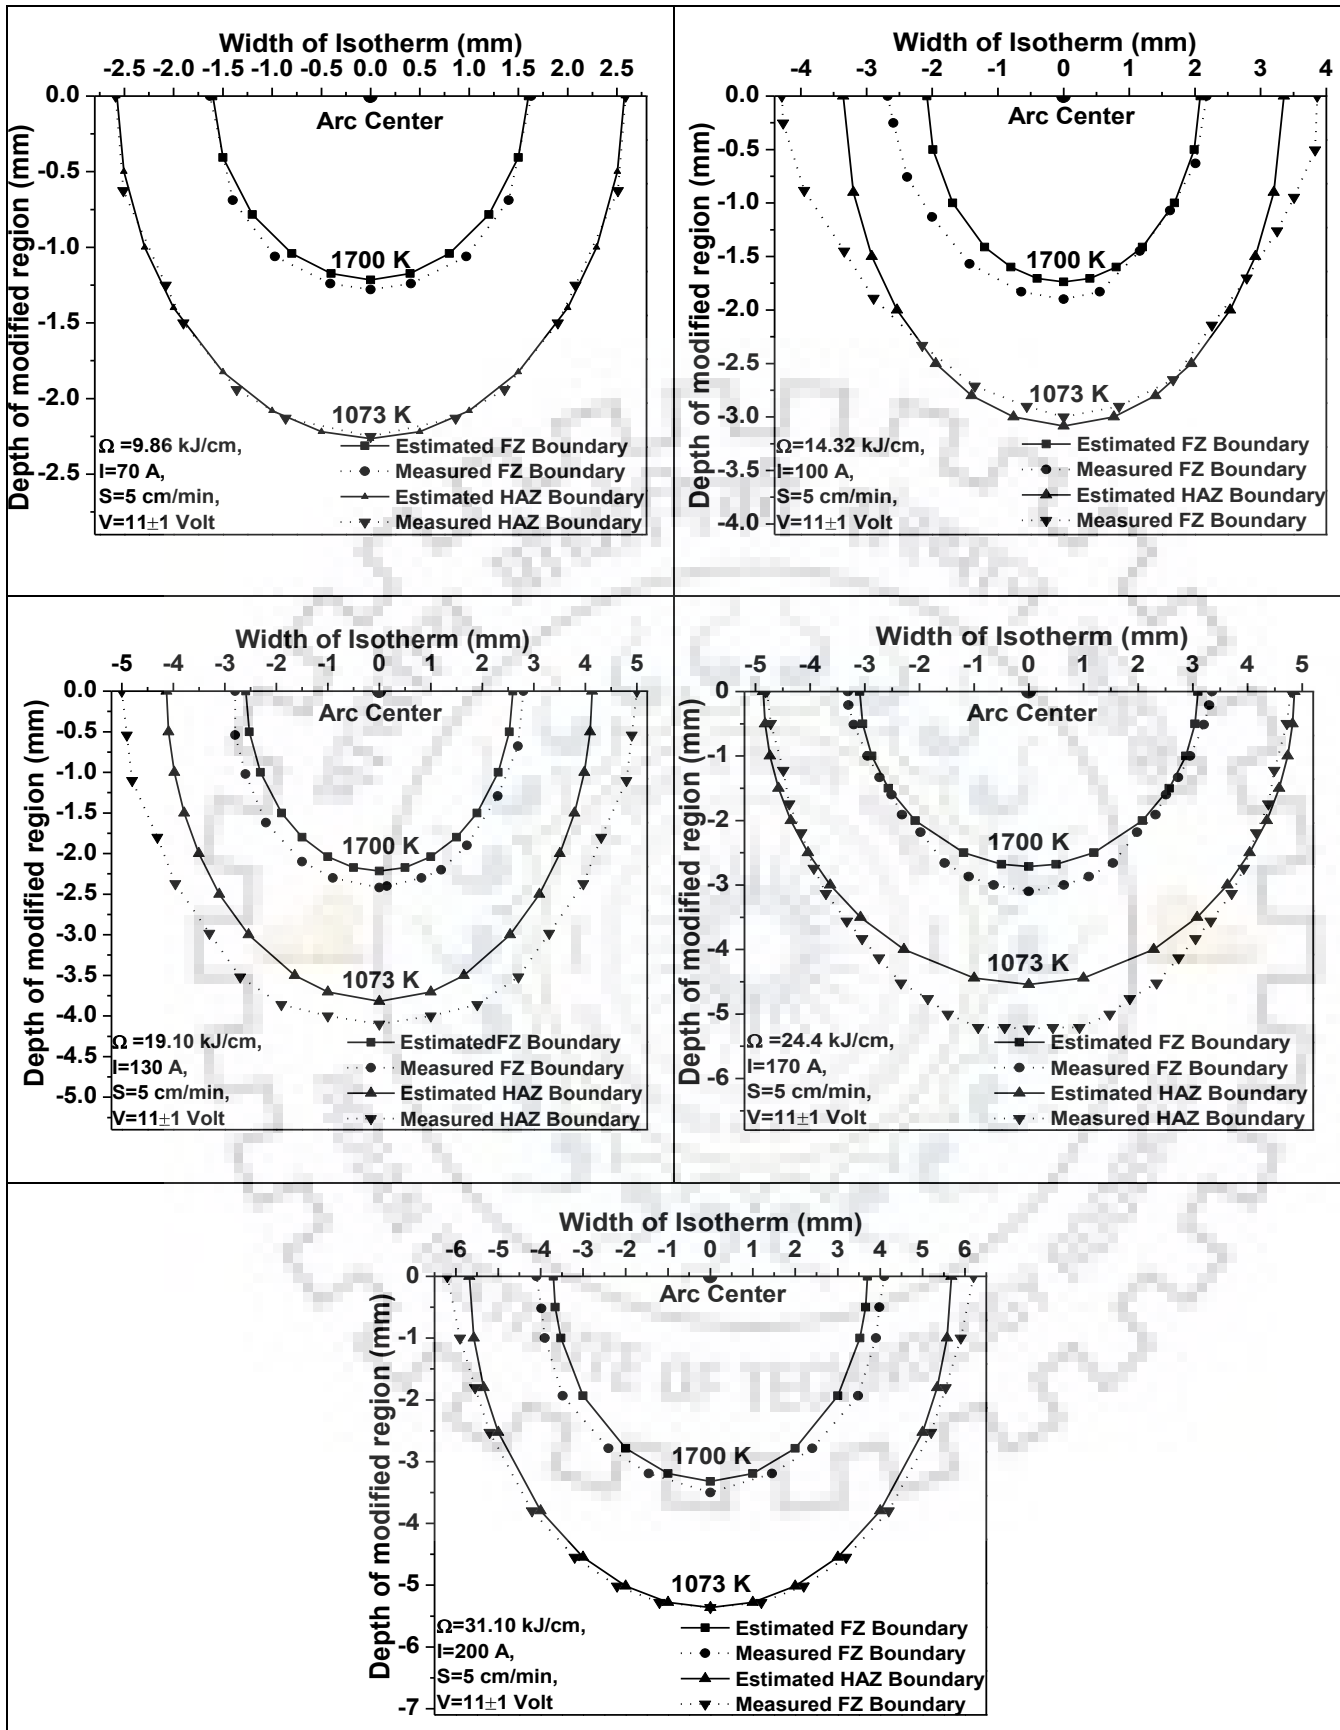 Width of Isotherm (mm)
-2.5 -2.0 -1.5 -1.0 -0.5 0.0 0.5 1.0 1.5 2.0 2.5
Depth of modified region (mm)
0.0
-0.5
-1.0
-1.5
-2.0
-2.5
Arc Center
1700 K
1073 K
Ω =9.86 kJ/cm,
I=70 A,
S=5 cm/min,
V=11±1 Volt
Estimated FZ Boundary
Measured FZ Boundary
Estimated HAZ Boundary
Measured HAZ Boundary
Width of Isotherm (mm)
-4 -3 -2 -1 0 1 2 3 4
Depth of modified region (mm)
0.0
-0.5
-1.0
-1.5
-2.0
-2.5
-3.0
-3.5
-4.0
Arc Center
1700 K
1073 K
Ω=14.32 kJ/cm,
I=100 A,
S=5 cm/min,
V=11±1 Volt
Estimated FZ Boundary
Measured FZ Boundary
Estimated HAZ Boundary
Measured FZ Boundary
Width of Isotherm (mm)
-5 -4 -3 -2 -1 0 1 2 3 4 5
Depth of modified region (mm)
0.0
-0.5
-1.0
-1.5
-2.0
-2.5
-3.0
-3.5
-4.0
-4.5
-5.0
Arc Center
1700 K
1073 K
Ω =19.10 kJ/cm,
I=130 A,
S=5 cm/min,
V=11±1 Volt
EstimatedFZ Boundary
Measured FZ Boundary
Estimated HAZ Boundary
Measured HAZ Boundary
Width of Isotherm (mm)
-5 -4 -3 -2 -1 0 1 2 3 4 5
Depth of modified region (mm)
0
-1
-2
-3
-4
-5
-6
Arc Center
1700 K
1073 K
Ω =24.4 kJ/cm,
I=170 A,
S=5 cm/min,
V=11±1 Volt
Estimated FZ Boundary
Measured FZ Boundary
Estimated HAZ Boundary
Measured HAZ Boundary
Width of Isotherm (mm)
-6 -5 -4 -3 -2 -1 0 1 2 3 4 5 6
Depth of modified region (mm)
0
-1
-2
-3
-4
-5
-6
-7
Arc Center
1700 K
1073 K
Ω=31.10 kJ/cm,
I=200 A,
S=5 cm/min,
V=11±1 Volt
Estimated FZ Boundary
Measured FZ Boundary
Estimated HAZ Boundary
Measured FZ Boundary